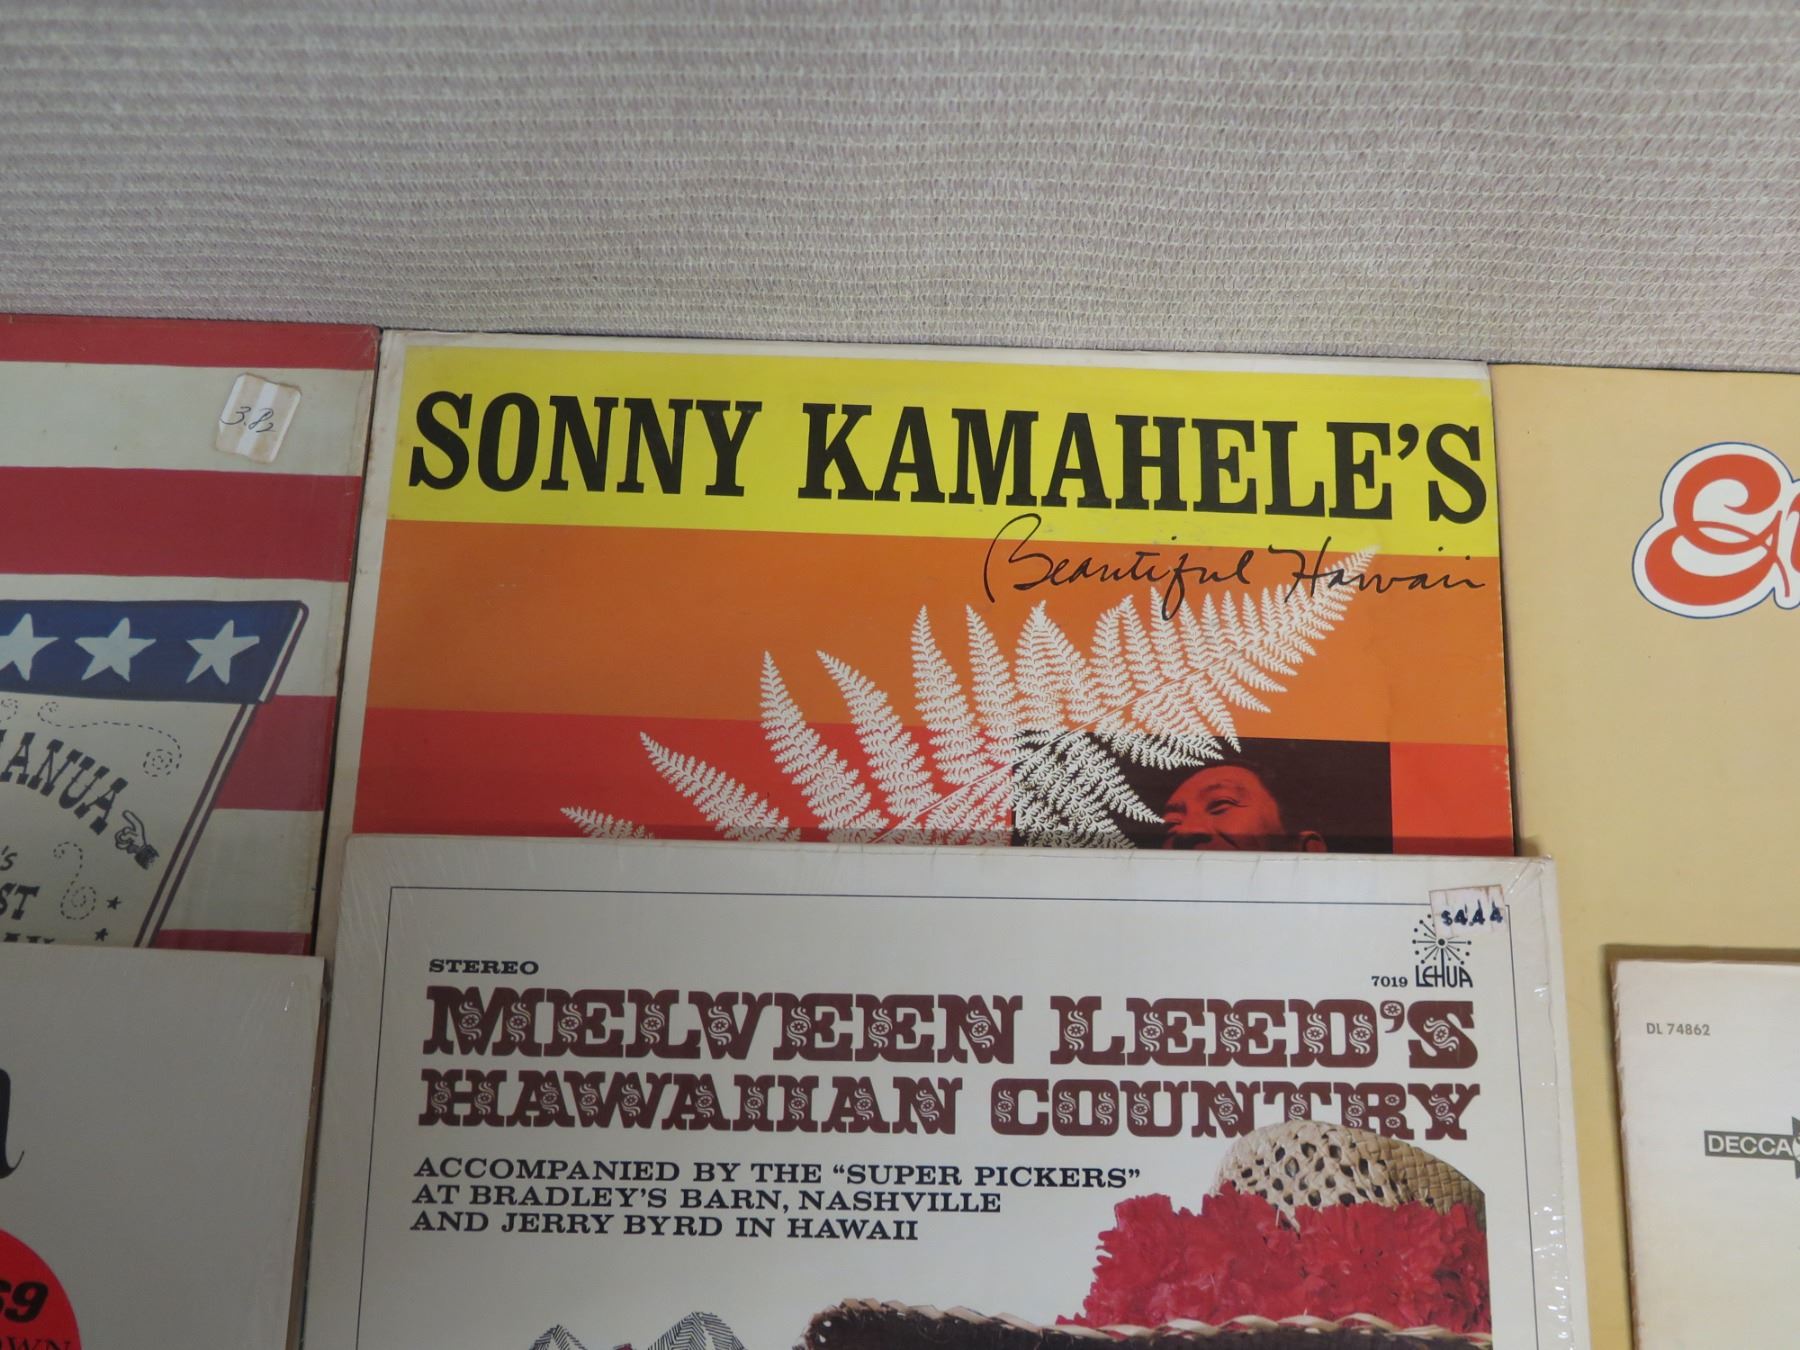 3.82
SONNY KAMAHELE'S
Beautiful Hawaii
$4.44
STEREO
7019 LEHUA
MELVEEN LEED'S
HAWAIIAN COUNTRY
ACCOMPANIED BY THE “SUPER PICKERS”
AT BRADLEY'S BARN, NASHVILLE
AND JERRY BYRD IN HAWAII
DL 74862
DECCA